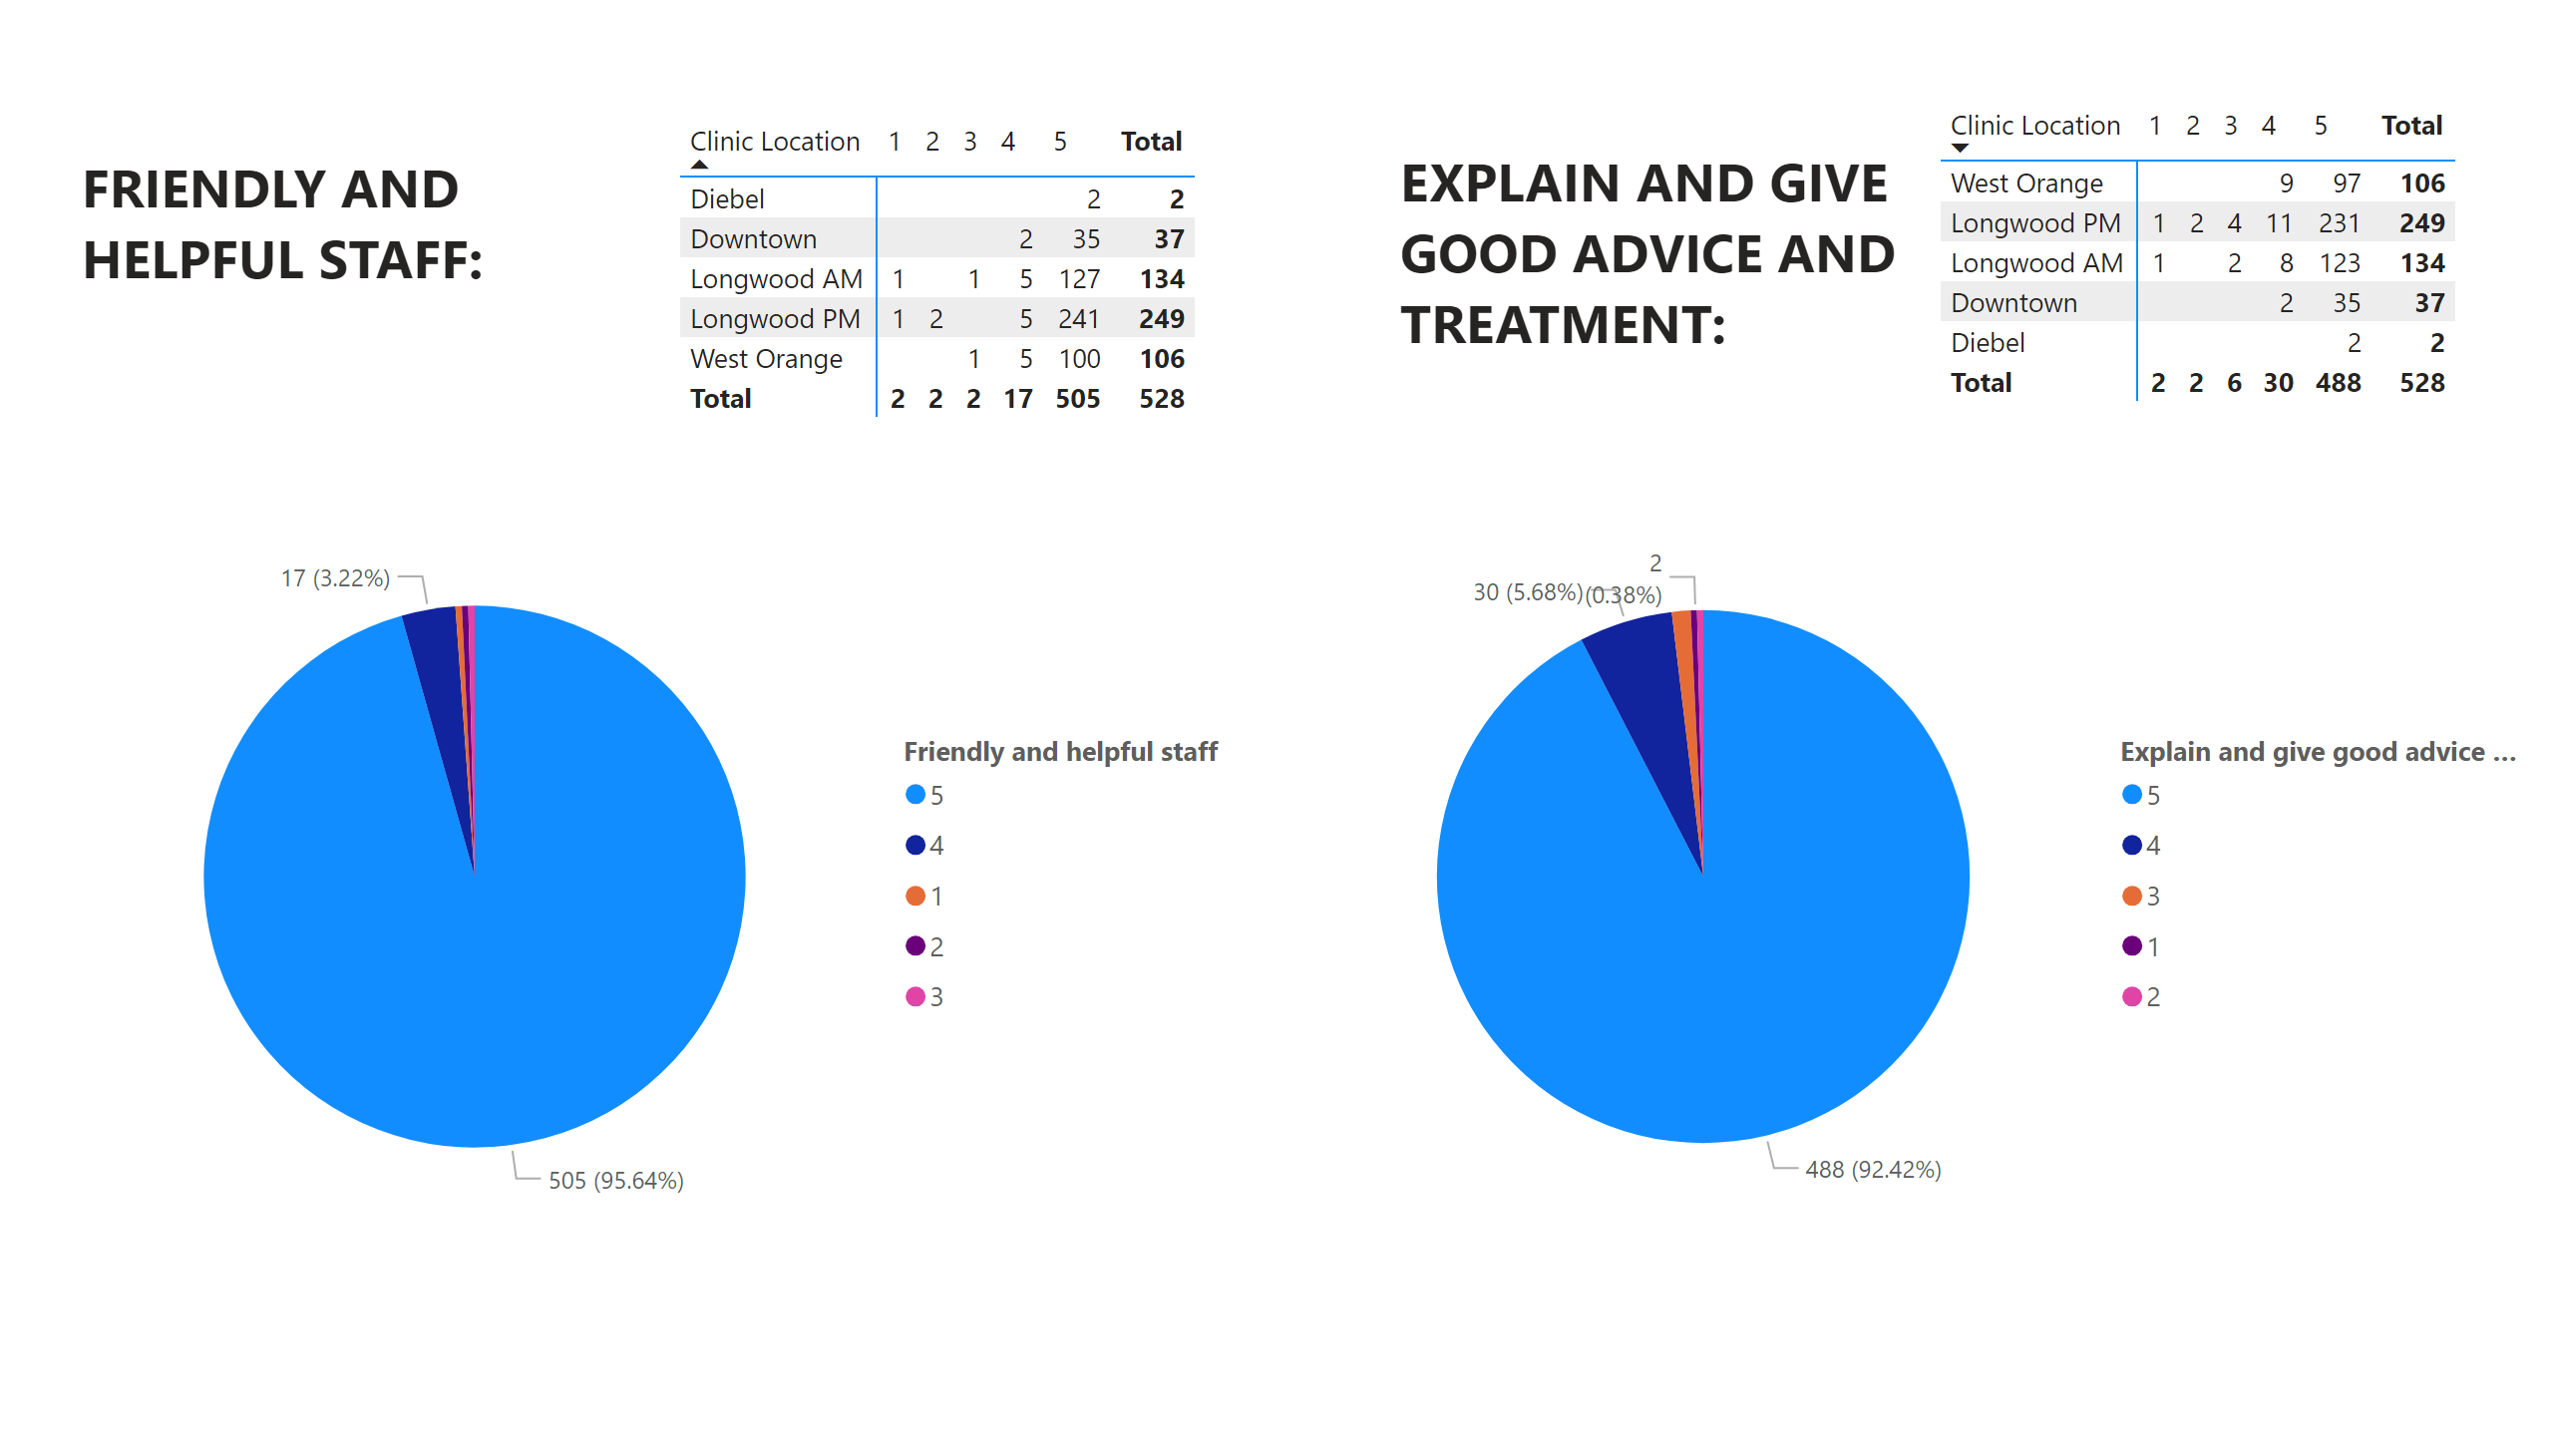 FRIENDLY AND
HELPFUL STAFF:
Clinic Location 1 2 3 4 5 Total
Diebel 2 2
Downtown 2 35 37
Longwood AM 1 1 5 127 134
Longwood PM 1 2 5 241 249
West Orange 1 5 100 106
Total 2 2 2 17 505 528
17 (3.22%)
505 (95.64%)
Friendly and helpful staff
5
4
1
2
3
EXPLAIN AND GIVE
GOOD ADVICE AND
TREATMENT:
Clinic Location 1 2 3 4 5 Total
West Orange 9 97 106
Longwood PM 1 2 4 11 231 249
Longwood AM 1 2 8 123 134
Downtown 2 35 37
Diebel 2 2
Total 2 2 6 30 488 528
2
(0.38%)
30 (5.68%)
488 (92.42%)
Explain and give good advice ...
5
4
3
1
2